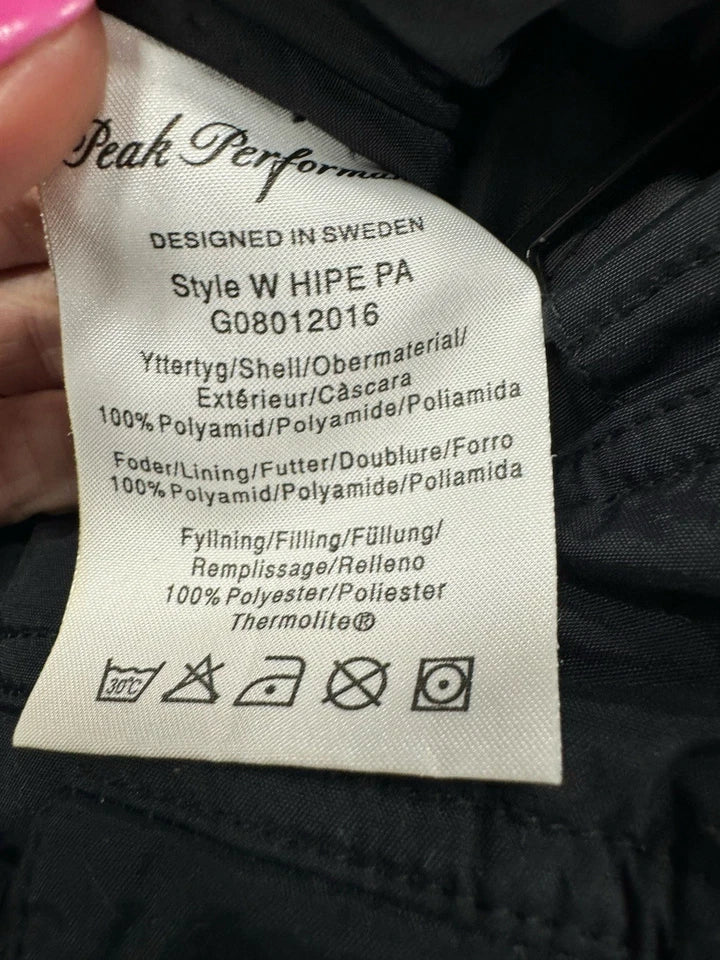 Peak Performa
DESIGNED IN SWEDEN
Style W HIPE PA
G08012016
Yttertyg/Shell/Obermaterial/
Extérieur/Càscara
100% Polyamid/Polyamide/Poliamida
Foder/Lining/Futter/Doublure/Forro
100% Polyamid/Polyamide/Poliamida
Fyllning/Filling/Füllung/
Remplissage/Relleno
100% Polyester/Poliester
Thermolite®
30°C